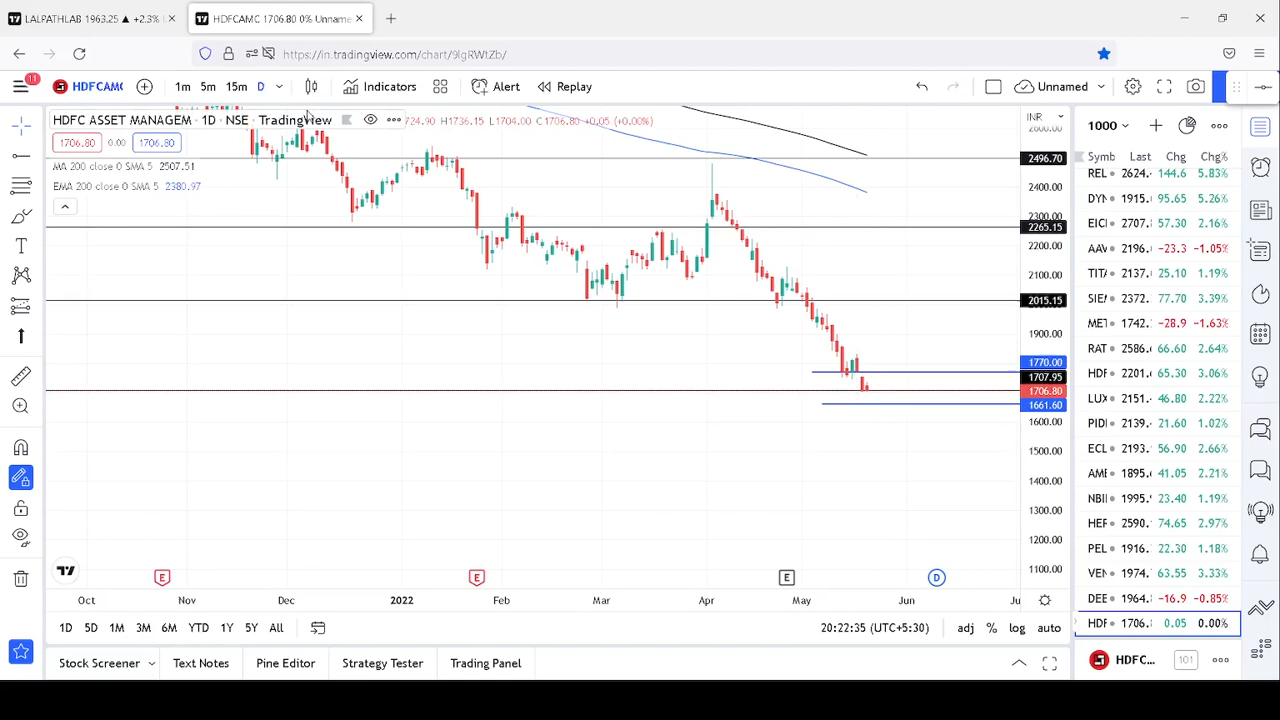 LALPATHLAB 1963.25 ▲ +2.3%
HDFCAMC 1706.80 0% Unname
https://in.tradingview.com/chart/9lgRWtZb/
11
HDFCAMC
1m 5m 15m D
Indicators
Alert
Replay
Unnamed
HDFC ASSET MANAGEM · 1D · NSE · TradingView
724.90 H1736.15 L1704.00 C1706.80 +0.05 (+0.00%)
1706.80 0.00 1706.80
MA 200 close 0 SMA 5 2507.51
EMA 200 close 0 SMA 5 2380.97
INR
2496.70
2400.00
2300.00
2265.15
2200.00
2100.00
2015.15
1900.00
1770.00
1707.95
1706.80
1661.60
1600.00
1500.00
1400.00
1300.00
1200.00
1100.00
E E E D
Oct Nov Dec 2022 Feb Mar Apr May Jun Ju
1D 5D 1M 3M 6M YTD 1Y 5Y All
20:22:35 (UTC+5:30)
adj % log auto
Stock Screener Text Notes Pine Editor Strategy Tester Trading Panel
1000
Symb Last Chg Chg%
REL 2624. 144.6 5.83%
DYN 1915. 95.65 5.26%
EICI 2707. 57.30 2.16%
AAV 2196. -23.3 -1.05%
TITA 2137. 25.10 1.19%
SIEM 2372. 77.70 3.39%
MET 1742. -28.9 -1.63%
RAT 2586. 66.60 2.64%
HDF 2201. 65.30 3.06%
LUX 2151. 46.80 2.22%
PIDI 2139. 21.60 1.02%
ECL 2193. 56.90 2.66%
AME 1895. 41.05 2.21%
NBI 1995. 23.40 1.19%
HER 2590. 74.65 2.97%
PEL 1916. 22.30 1.18%
VEN 1974. 63.55 3.33%
DEE 1964. -16.9 -0.85%
HDF 1706. 0.05 0.00%
HDFC... 101